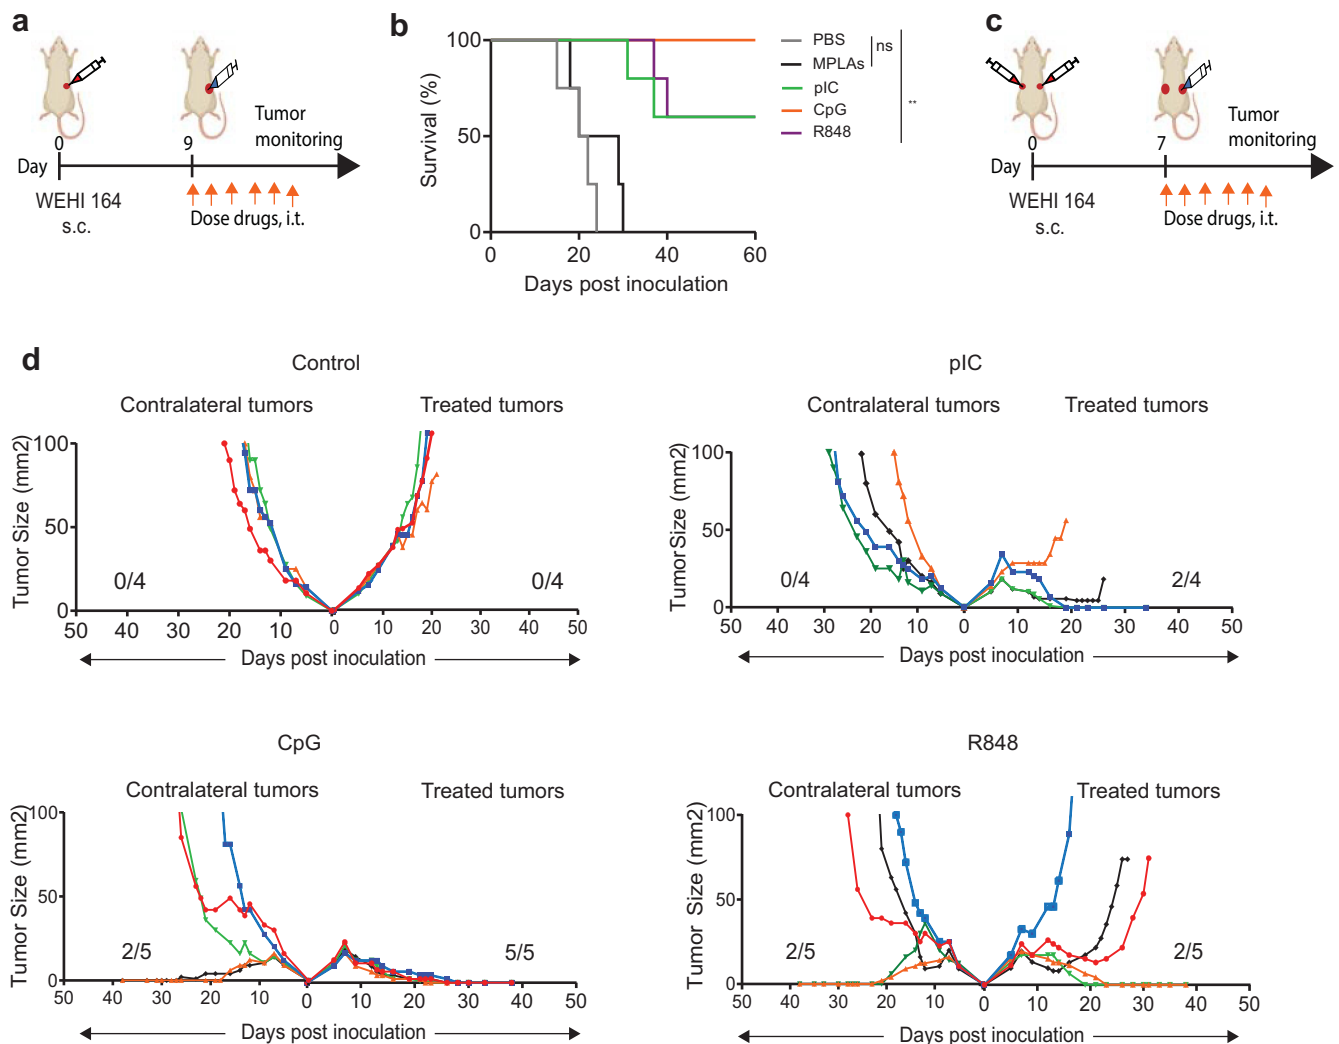 a
0
9
Tumor
monitoring
Day
WEHI 164
s.c.
Dose drugs, i.t.
b
Survival (%)
100
50
0
0 20 40 60
Days post inoculation
PBS
MPLAs
pIC
CpG
R848
ns
**
c
0
7
Tumor
monitoring
Day
WEHI 164
s.c.
Dose drugs, i.t.
d
Control
Contralateral tumors Treated tumors
Tumor Size (mm2)
100
50
0
0/4 0/4
50 40 30 20 10 0 10 20 30 40 50
Days post inoculation
pIC
Contralateral tumors Treated tumors
Tumor Size (mm2)
100
50
0
0/4 2/4
50 40 30 20 10 0 10 20 30 40 50
Days post inoculation
CpG
Contralateral tumors Treated tumors
Tumor Size (mm2)
100
50
0
2/5 5/5
50 40 30 20 10 0 10 20 30 40 50
Days post inoculation
R848
Contralateral tumors Treated tumors
Tumor Size (mm2)
100
50
0
2/5 2/5
50 40 30 20 10 0 10 20 30 40 50
Days post inoculation